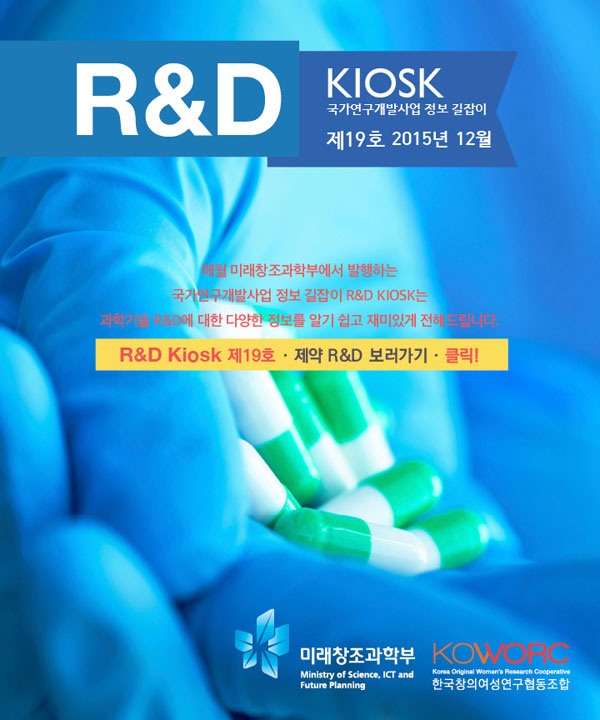 R&D
KIOSK
국가연구개발사업 정보 길잡이
제19호 2015년 12월
매월 미래창조과학부에서 발행하는
국가연구개발사업 정보 길잡이 R&D KIOSK는
과학기술 R&D에 대한 다양한 정보를 알기 쉽고 재미있게 전해 드립니다.
R&D Kiosk 제19호 · 제약 R&D 보러가기 · 클릭!
미래창조과학부
Ministry of Science, ICT and
Future Planning
KOWORC
Korea Original Women's Research Cooperative
한국창의여성연구협동조합